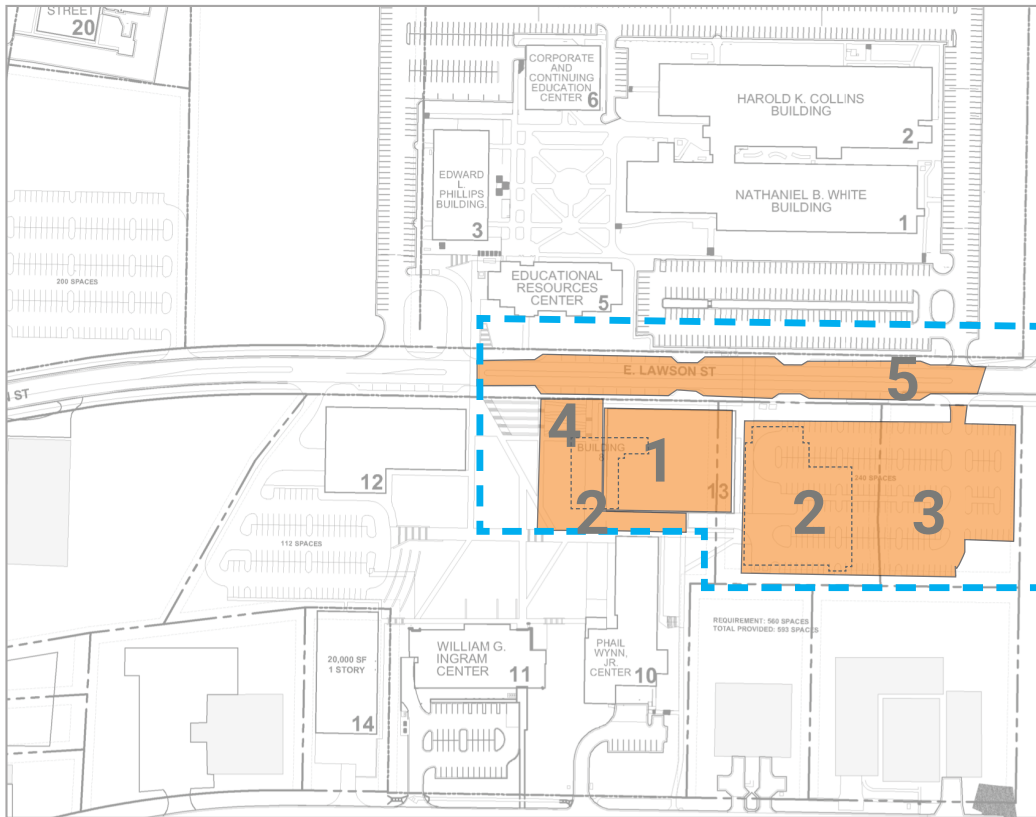 STREET
20
CORPORATE
AND
CONTINUING
EDUCATION
CENTER
6
HAROLD K. COLLINS
BUILDING
2
EDWARD
L.
PHILLIPS
BUILDING.
3
NATHANIEL B. WHITE
BUILDING
1
EDUCATIONAL
RESOURCES
CENTER
5
200 SPACES
E. LAWSON ST
5
ST
4
BUILDING
1
13
2
12
240 SPACES
2
3
112 SPACES
REQUIREMENT: 560 SPACES
TOTAL PROVIDED: 593 SPACES
20,000 SF
1 STORY
14
WILLIAM G.
INGRAM
CENTER
11
PHAIL
WYNN,
JR.
CENTER
10